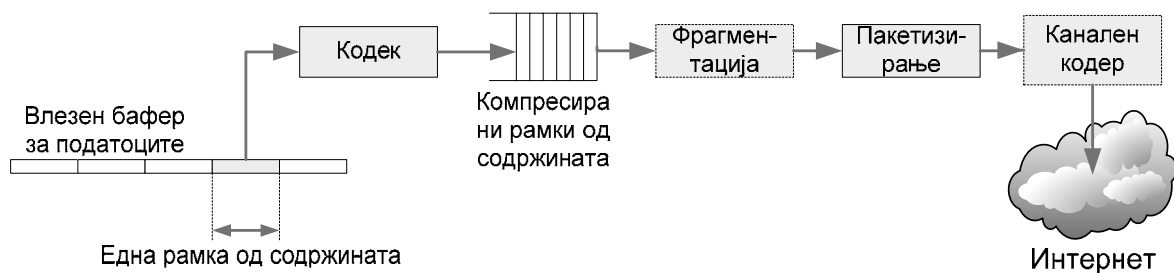 Влезен бафер
за податоците
Една рамка од содржината
Кодек
Компресира
ни рамки од
содржината
Фрагмен-
тација
Пакетизи-
рање
Канален
кодер
Интернет